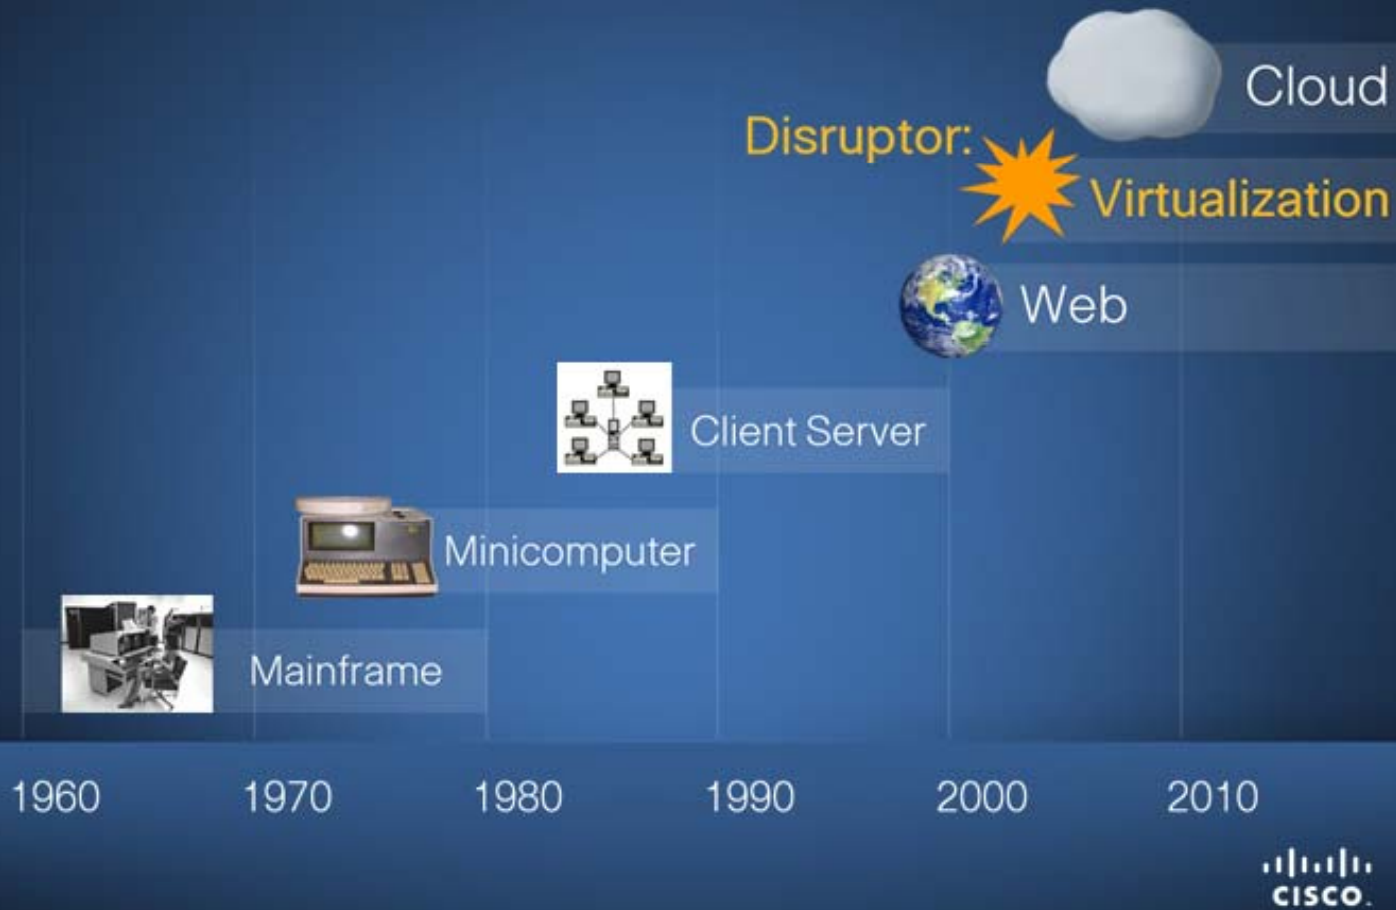 Cloud
Disruptor:
Virtualization
Web
Client Server
Minicomputer
Mainframe
1960 1970 1980 1990 2000 2010
CISCO.